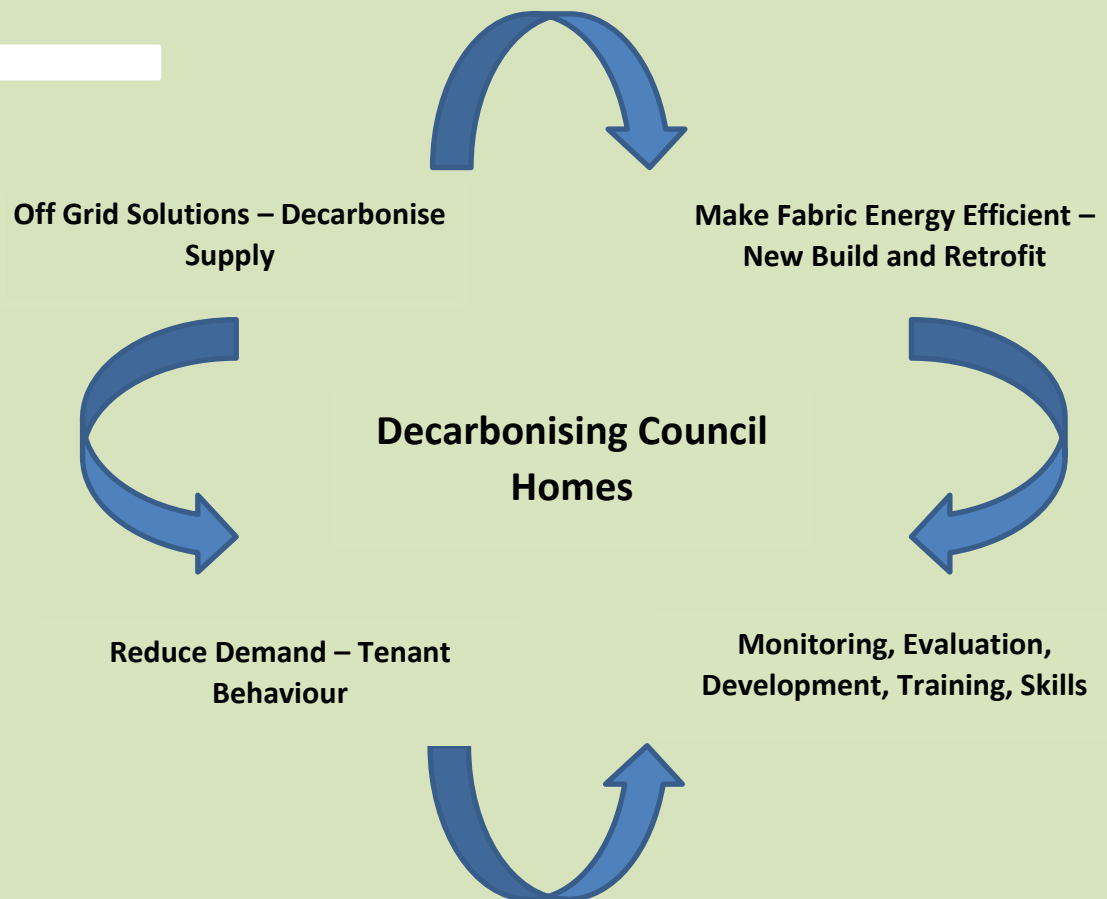 Off Grid Solutions – Decarbonise
Supply
Make Fabric Energy Efficient –
New Build and Retrofit
Decarbonising Council
Homes
Reduce Demand – Tenant
Behaviour
Monitoring, Evaluation,
Development, Training, Skills